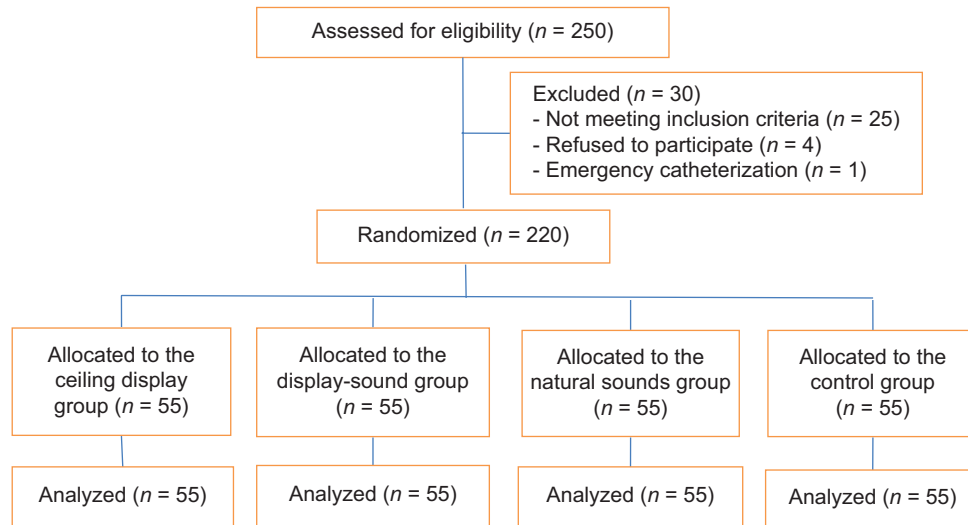 Assessed for eligibility (n = 250)
Excluded (n = 30)
- Not meeting inclusion criteria (n = 25)
- Refused to participate (n = 4)
- Emergency catheterization (n = 1)
Randomized (n = 220)
Allocated to the
ceiling display
group (n = 55)
Allocated to the
display-sound group
(n = 55)
Allocated to the
natural sounds group
(n = 55)
Allocated to the
control group
(n = 55)
Analyzed (n = 55)
Analyzed (n = 55)
Analyzed (n = 55)
Analyzed (n = 55)